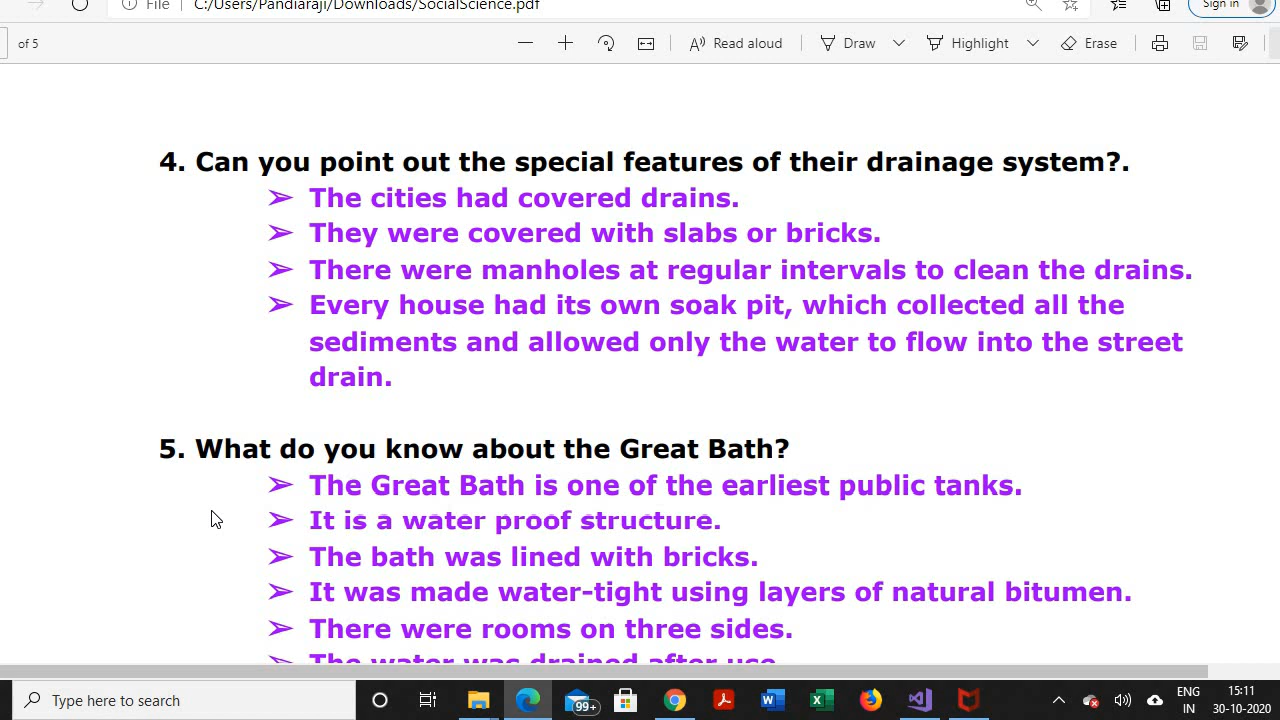 File C:/Users/Pandiaraji/Downloads/SocialScience.pdf Sign in
of 5 Read aloud Draw Highlight Erase
4. Can you point out the special features of their drainage system?.
➢ The cities had covered drains.
➢ They were covered with slabs or bricks.
➢ There were manholes at regular intervals to clean the drains.
➢ Every house had its own soak pit, which collected all the
sediments and allowed only the water to flow into the street
drain.
5. What do you know about the Great Bath?
➢ The Great Bath is one of the earliest public tanks.
➢ It is a water proof structure.
➢ The bath was lined with bricks.
➢ It was made water-tight using layers of natural bitumen.
➢ There were rooms on three sides.
➢ The water was drained after use
Type here to search 99+ ENG 15:11
IN 30-10-2020